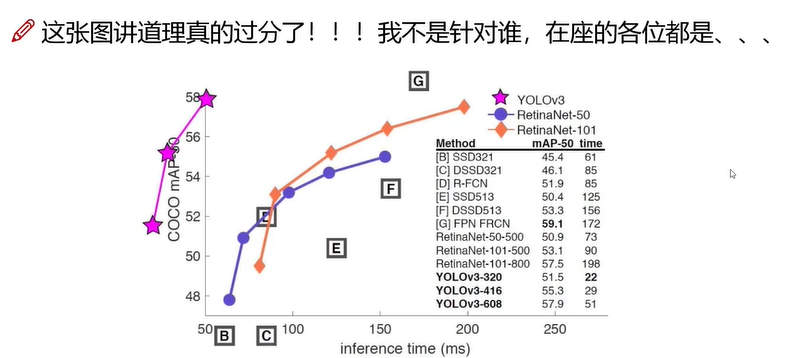 这张图讲道理真的过分了！！！我不是针对谁，在座的各位都是、、、
G
58
YOLOv3
RetinaNet-50
RetinaNet-101
56
54
52
50
48
COCO mAP-50
D
E
F
Method mAP-50 time
[B] SSD321 45.4 61
[C] DSSD321 46.1 85
[D] R-FCN 51.9 85
[E] SSD513 50.4 125
[F] DSSD513 53.3 156
[G] FPN FRCN 59.1 172
RetinaNet-50-500 50.9 73
RetinaNet-101-500 53.1 90
RetinaNet-101-800 57.5 198
YOLOv3-320 51.5 22
YOLOv3-416 55.3 29
YOLOv3-608 57.9 51
50 100 150 200 250
B C
inference time (ms)